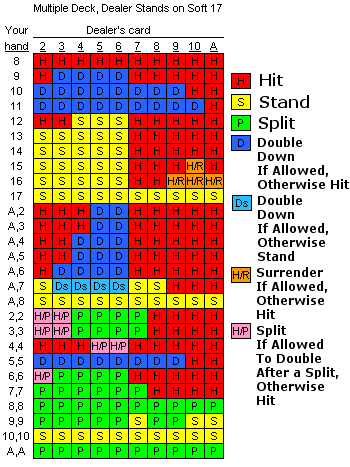 Multiple Deck, Dealer Stands on Soft 17
Your Dealer's card
hand 2 3 4 5 6 7 8 9 10 A
8 H H H H H H H H H H
9 H D D D D H H H H H
10 D D D D D D D D H H
11 D D D D D D D D D H
12 H H S S S H H H H H
13 S S S S S H H H H H
14 S S S S S H H H H H
15 S S S S S H H H H/R H
16 S S S S S H H H/R H/R H/R
17 S S S S S S S S S S
A,2 H H H D D H H H H H
A,3 H H H D D H H H H H
A,4 H H D D D H H H H H
A,5 H H D D D H H H H H
A,6 H D D D D H H H H H
A,7 S Ds Ds Ds Ds S S H H H
A,8 S S S S S S S S S S
2,2 H/P H/P P P P P H H H H
3,3 H/P H/P P P P P H H H H
4,4 H H H H/P H/P H H H H H
5,5 D D D D D D D D H H
6,6 H/P P P P P H H H H H
7,7 P P P P P P H H H H
8,8 P P P P P P P P P P
9,9 P P P P P S P P S S
10,10 S S S S S S S S S S
A,A P P P P P P P P P P
H Hit
S Stand
P Split
D Double
Down
If Allowed,
Otherwise Hit
Ds Double
Down
If Allowed,
Otherwise
Stand
H/R Surrender
If Allowed,
Otherwise
Hit
H/P Split
If Allowed
To Double
After a Split,
Otherwise
Hit